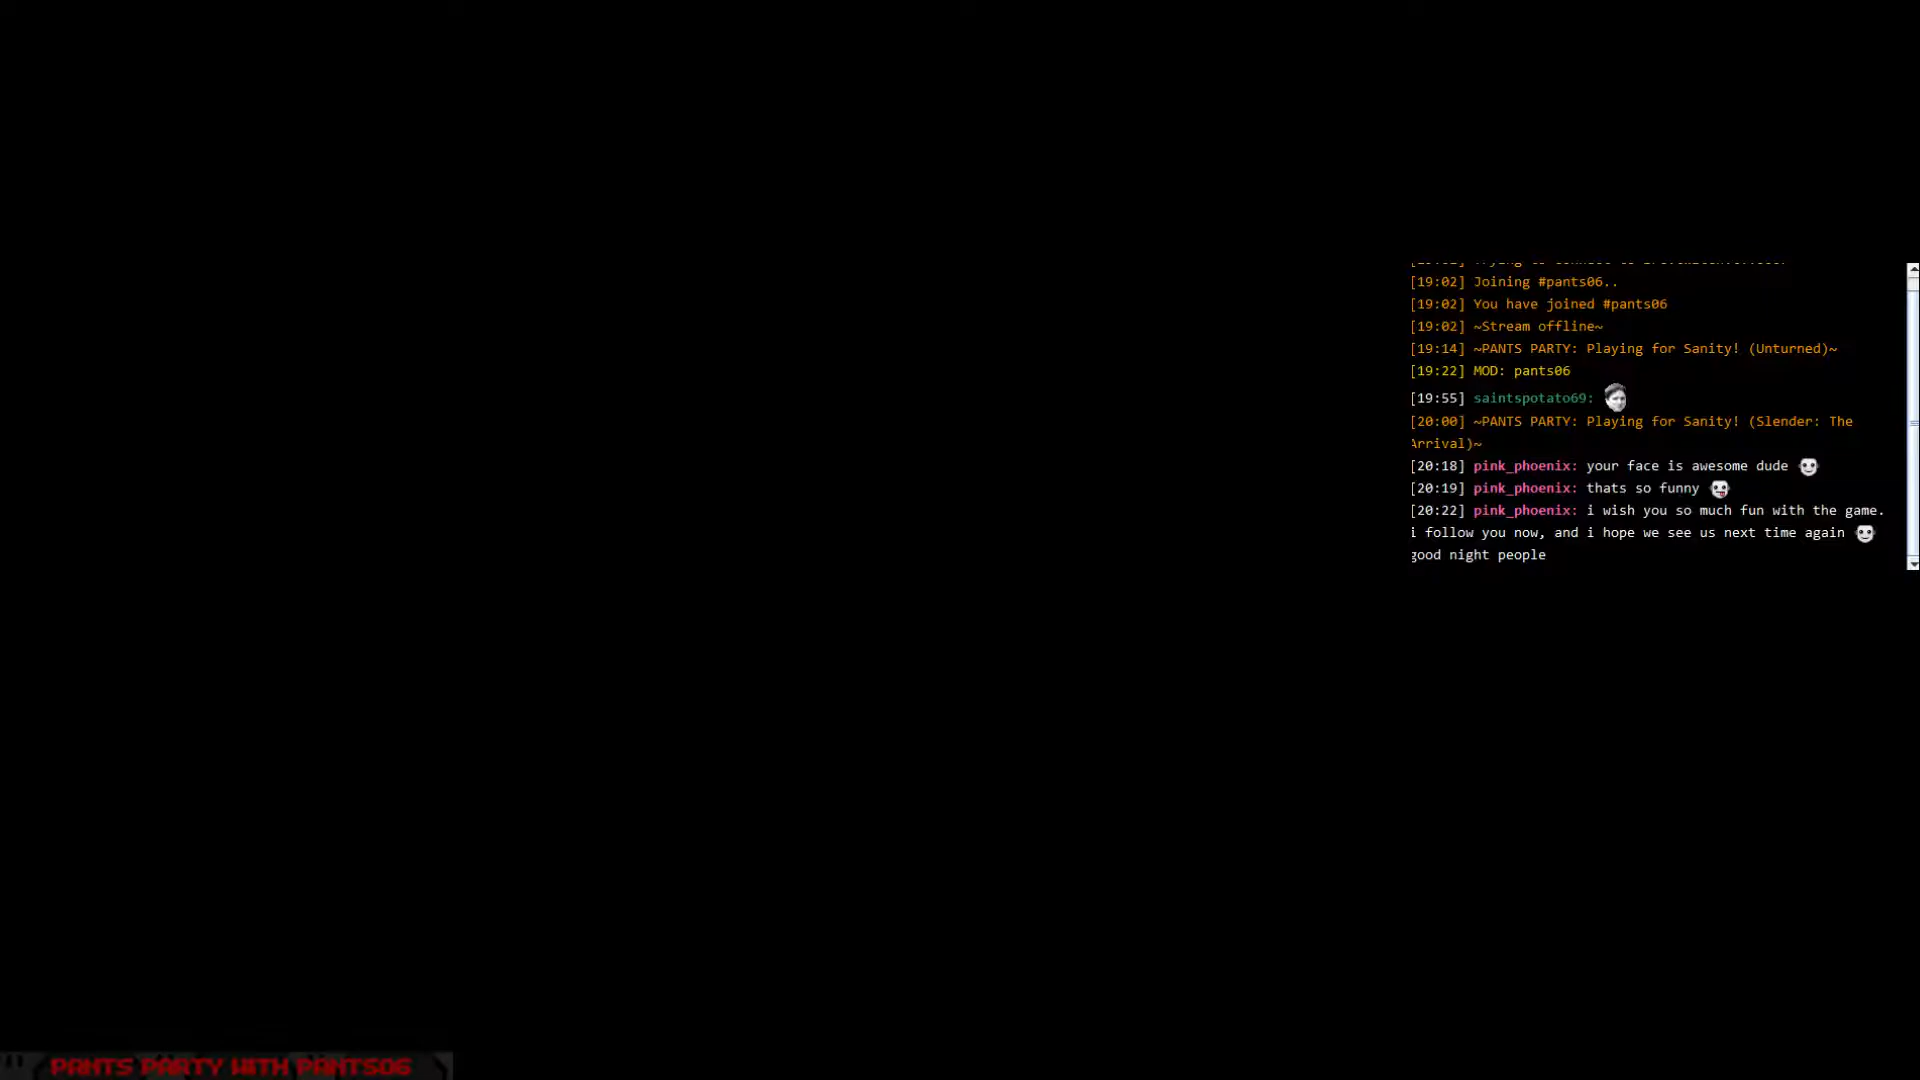 [19:02] Joining #pants06..
[19:02] You have joined #pants06
[19:02] ~Stream offline~
[19:14] ~PANTS PARTY: Playing for Sanity! (Unturned)~
[19:22] MOD: pants06
[19:55] saintspotato69:
[20:00] ~PANTS PARTY: Playing for Sanity! (Slender: The
Arrival)~
[20:18] pink_phoenix: your face is awesome dude
[20:19] pink_phoenix: thats so funny
[20:22] pink_phoenix: i wish you so much fun with the game.
i follow you now, and i hope we see us next time again
good night people
PANTS PARTY WITH PANTS06